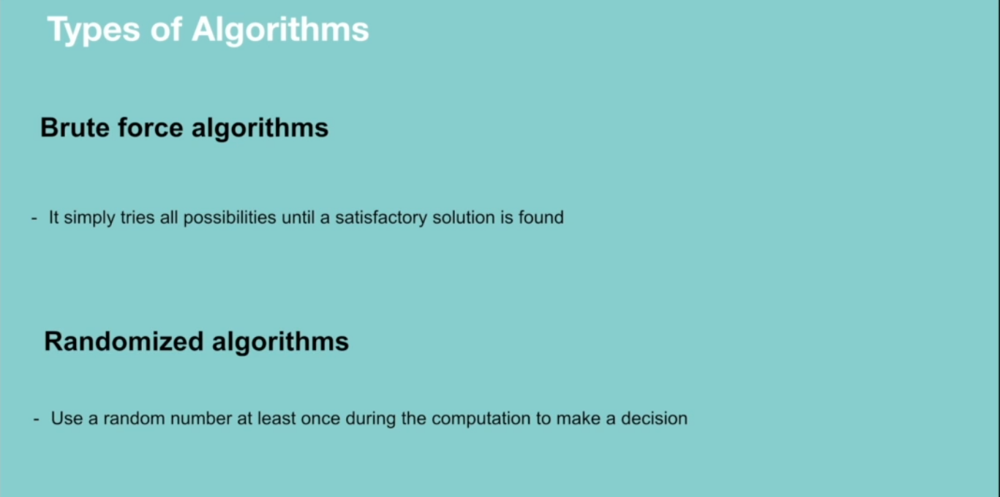 Types of Algorithms
Brute force algorithms
- It simply tries all possibilities until a satisfactory solution is found
Randomized algorithms
- Use a random number at least once during the computation to make a decision